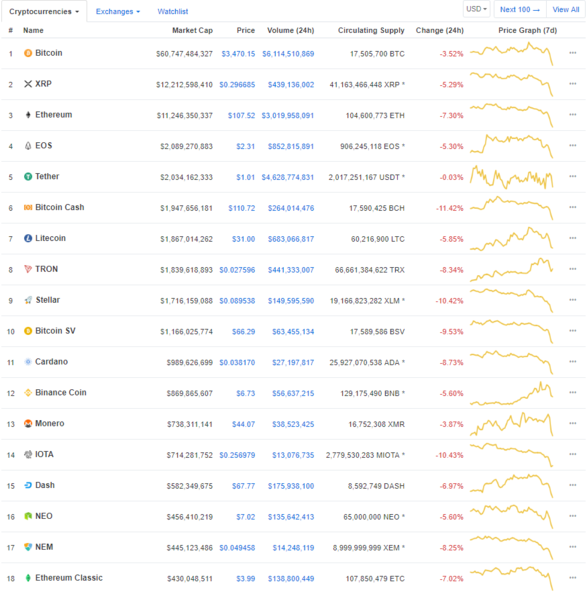 Cryptocurrencies Exchanges Watchlist USD Next 100 → View All
# Name Market Cap Price Volume (24h) Circulating Supply Change (24h) Price Graph (7d)
1 Bitcoin $60,747,484,327 $3,470.15 $6,114,510,869 17,505,700 BTC -3.52%
2 XRP $12,212,598,410 $0.296685 $439,136,002 41,163,466,448 XRP * -5.29%
3 Ethereum $11,246,350,337 $107.52 $3,019,958,091 104,600,773 ETH -7.30%
4 EOS $2,089,270,883 $2.31 $852,815,891 906,245,118 EOS * -5.30%
5 Tether $2,034,162,333 $1.01 $4,628,774,831 2,017,251,167 USDT * -0.03%
6 Bitcoin Cash $1,947,656,181 $110.72 $264,014,476 17,590,425 BCH -11.42%
7 Litecoin $1,867,014,262 $31.00 $683,066,817 60,216,900 LTC -5.85%
8 TRON $1,839,618,893 $0.027596 $441,333,007 66,661,384,622 TRX -8.34%
9 Stellar $1,716,159,088 $0.089538 $149,595,590 19,166,823,282 XLM * -10.42%
10 Bitcoin SV $1,166,025,774 $66.29 $63,455,134 17,589,586 BSV -9.53%
11 Cardano $989,626,699 $0.038170 $27,197,817 25,927,070,538 ADA * -8.73%
12 Binance Coin $869,865,607 $6.73 $56,637,215 129,175,490 BNB * -5.60%
13 Monero $738,311,141 $44.07 $38,523,425 16,752,308 XMR -3.87%
14 IOTA $714,281,752 $0.256979 $13,076,735 2,779,530,283 MIOTA * -10.43%
15 Dash $582,349,675 $67.77 $175,938,100 8,592,749 DASH -6.97%
16 NEO $456,410,219 $7.02 $135,642,413 65,000,000 NEO * -5.60%
17 NEM $445,123,486 $0.049458 $14,248,119 8,999,999,999 XEM * -8.25%
18 Ethereum Classic $430,048,511 $3.99 $138,800,449 107,850,479 ETC -7.02%